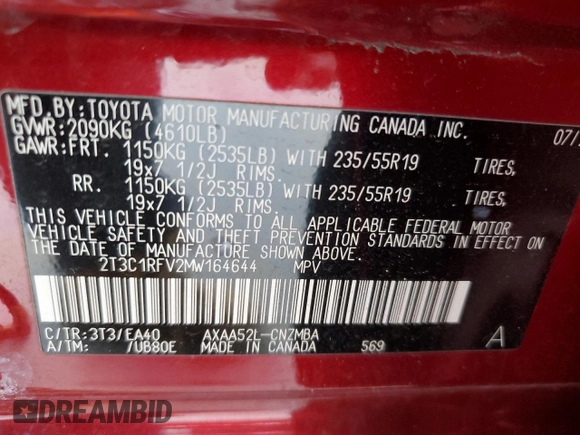 MFD.BY:TOYOTA MOTOR MANUFACTURING CANADA INC.
GVWR:2090KG (4610LB) 07/
GAWR:FRT. 1150KG (2535LB) WITH 235/55R19 TIRES,
19x7 1/2J RIMS.
RR. 1150KG (2535LB) WITH 235/55R19 TIRES,
19x7 1/2J RIMS.
THIS VEHICLE CONFORMS TO ALL APPLICABLE FEDERAL MOTOR
VEHICLE SAFETY AND THEFT PREVENTION STANDARDS IN EFFECT ON
THE DATE OF MANUFACTURE SHOWN ABOVE.
2T3C1RFV2MW164644 MPV
C/TR:3T3/EA40 AXAA52L-CNZMBA A
A/TM: /UB80E MADE IN CANADA 569
DREAMBID